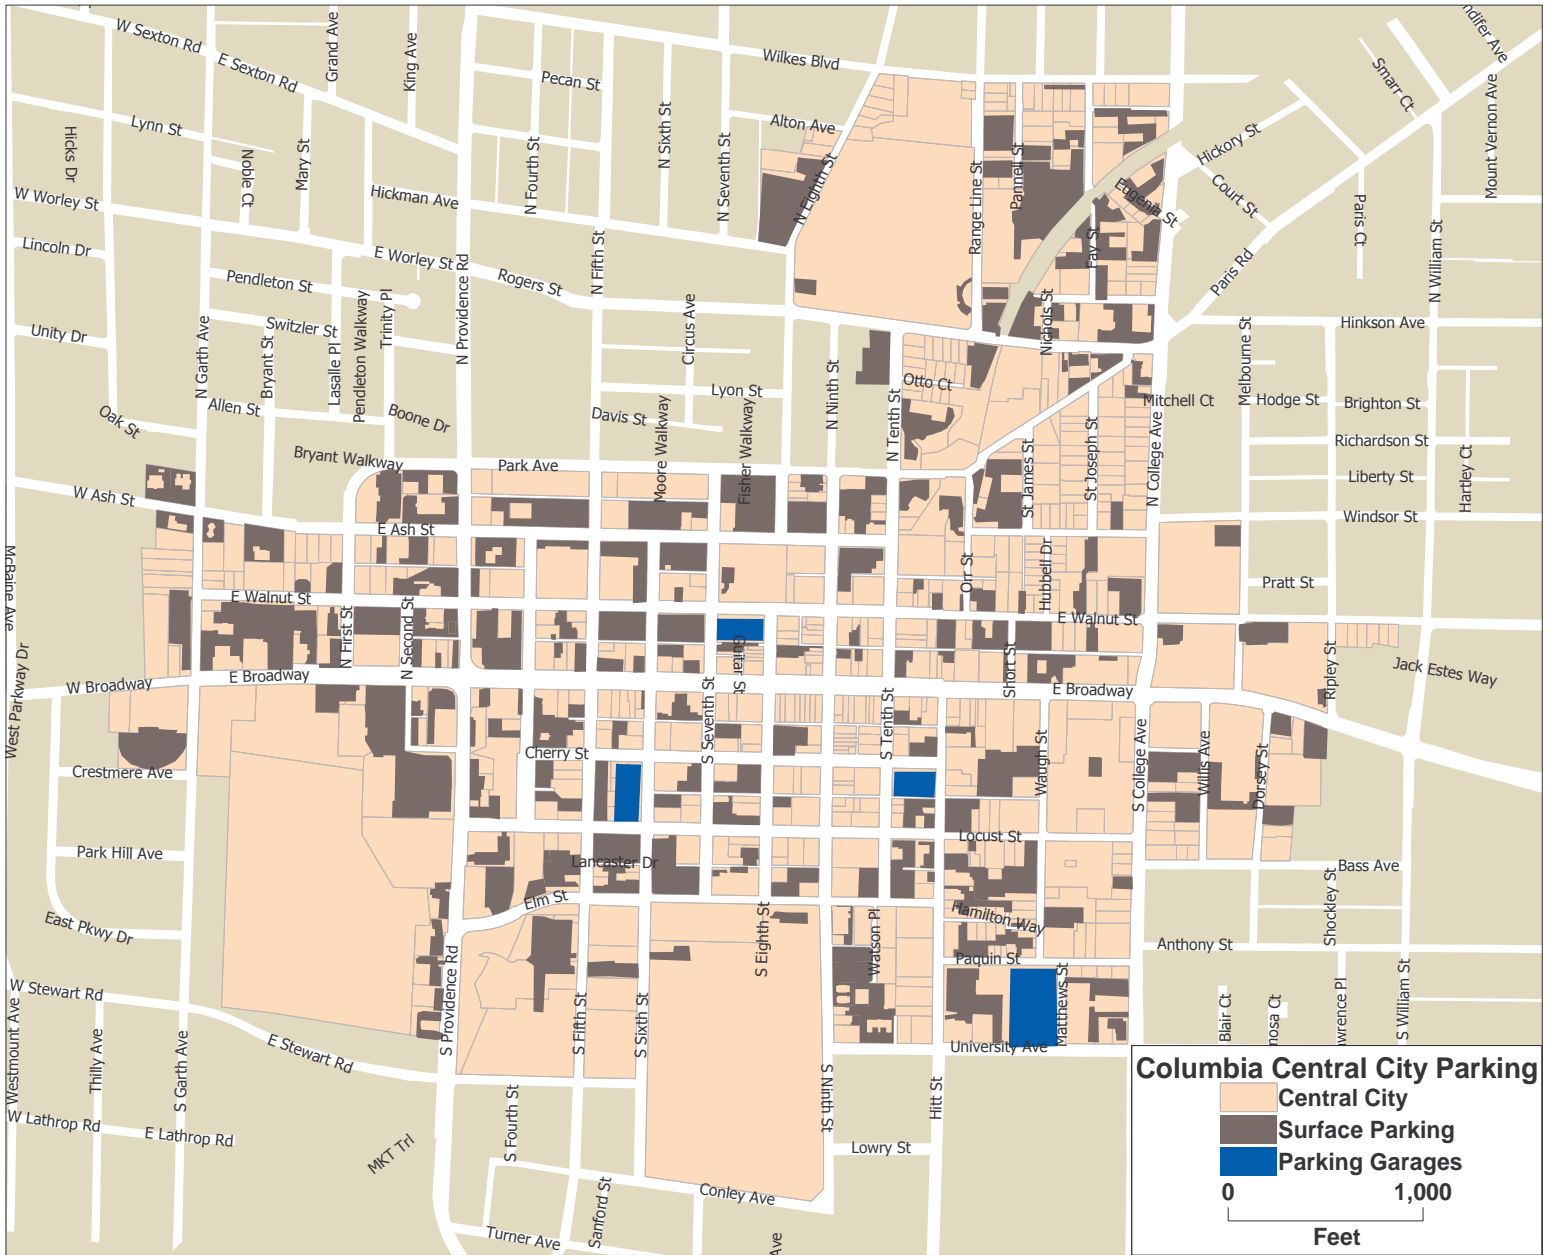 W Sexton Rd
E Sexton Rd
Grand Ave
King Ave
Pecan St
Wilkes Blvd
Smarr Ct
Mount Vernon Ave
Lynn St
Hicks Dr
Noble Ct
Mary St
N Fourth St
N Sixth St
N Seventh St
Alton Ave
N Eighth St
Range Line St
Pannell St
Hickory St
Eugenia St
Court St
Paris Ct
N William St
W Worley St
Hickman Ave
Lincoln Dr
E Worley St
Rogers St
N Fifth St
Fay St
Paris Rd
Pendleton St
Unity Dr
Switzler St
N Garth Ave
Bryant St
Lasalle Pl
Pendleton Walkway
Trinity Pl
N Providence Rd
Circus Ave
N Ninth St
Nichols St
Melbourne St
Hinkson Ave
Oak St
Allen St
Boone Dr
Davis St
Lyon St
Moore Walkway
Fisher Walkway
N Tenth St
Otto Ct
Mitchell Ct
Hodge St
Brighton St
Richardson St
Liberty St
Hartley Ct
Windsor St
Bryant Walkway
Park Ave
St James St
St Joseph St
N College Ave
W Ash St
E Ash St
McBaine Ave
E Walnut St
N First St
N Second St
Guitar St
Orr St
Hubbell Dr
E Walnut St
Pratt St
West Parkway Dr
W Broadway
E Broadway
Short St
E Broadway
Ripley St
Jack Estes Way
Crestmere Ave
Cherry St
S Seventh St
S Tenth St
Waugh St
S College Ave
Willis Ave
Dorsey St
Park Hill Ave
Lancaster Dr
Locust St
Bass Ave
East Pkwy Dr
Elm St
S Eighth St
Watson Pl
Hamilton Way
Paquin St
Anthony St
Shockley St
W Stewart Rd
Westmount Ave
Thilly Ave
S Garth Ave
E Stewart Rd
S Providence Rd
S Fifth St
S Sixth St
University Ave
Matthews St
Blair Ct
mosa Ct
wrence Pl
S William St
W Lathrop Rd
E Lathrop Rd
MKT Trl
S Fourth St
S Ninth St
Hitt St
Lowry St
Conley Ave
Sanford St
Turner Ave
Ave
ndifer Ave
Columbia Central City Parking
Central City
Surface Parking
Parking Garages
0 1,000
Feet